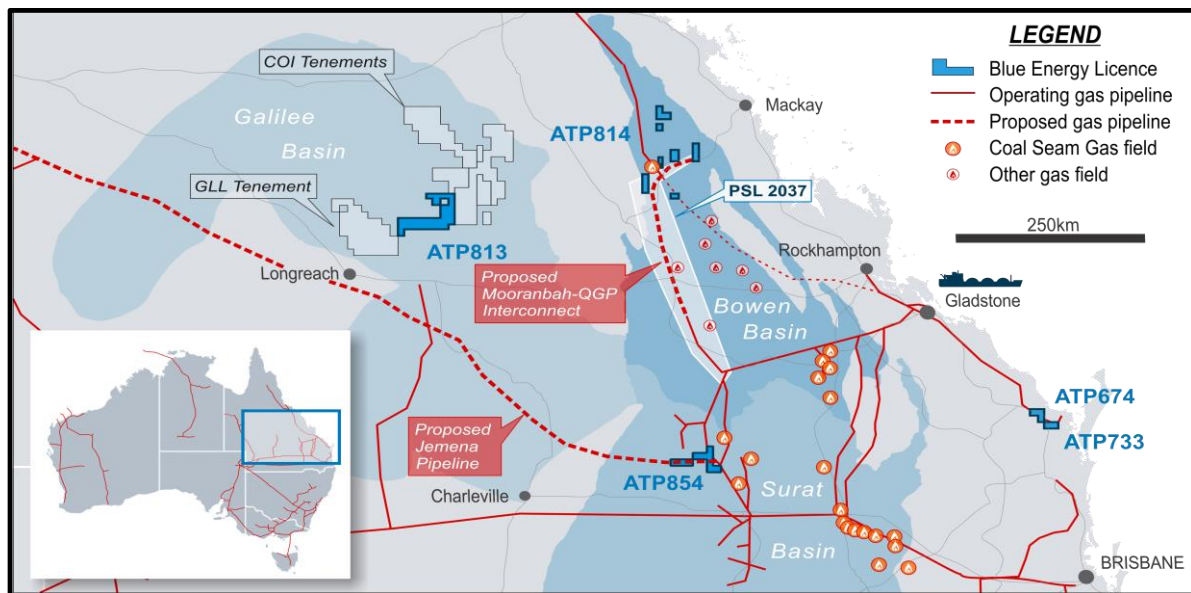 LEGEND
Blue Energy Licence
Operating gas pipeline
Proposed gas pipeline
Coal Seam Gas field
Other gas field
250km
COI Tenements
Galilee
Basin
GLL Tenement
ATP813
Longreach
ATP814
Mackay
PSL 2037
Proposed
Mooranbah-QGP
Interconnect
Rockhampton
Gladstone
Bowen
Basin
Proposed
Jemena
Pipeline
ATP674
ATP733
ATP854
Charleville
Surat
Basin
BRISBANE